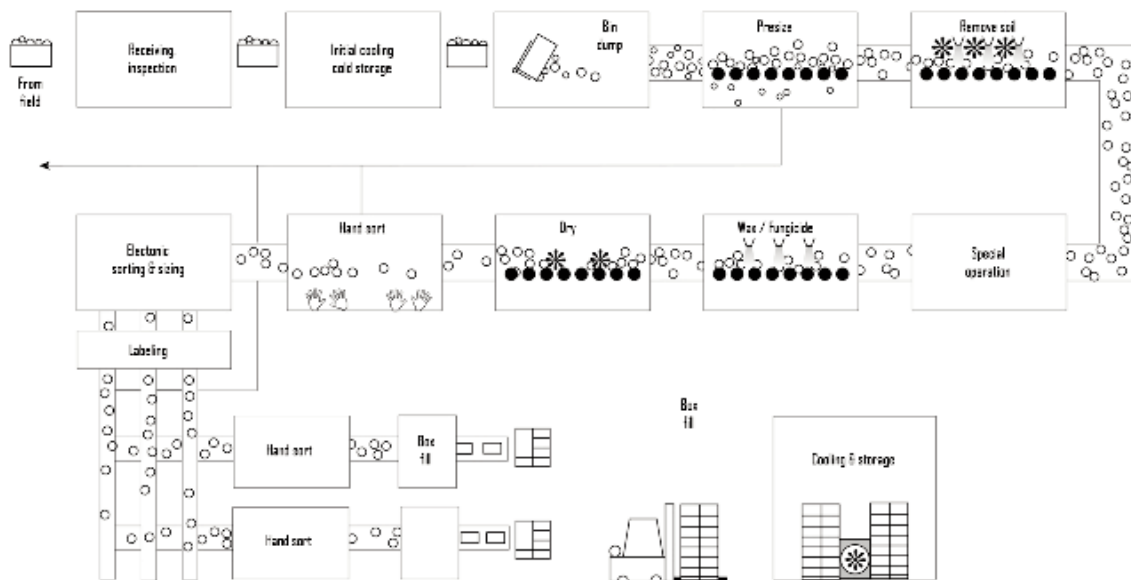 From
field
Receiving
inspection
Initial cooling
cold storage
Bin
dump
Presize
Remove soil
Electonic
sorting & sizing
Hand sort
Dry
Wax / Fungicide
Special
operation
Labeling
Hand sort
Box
fill
Box
fill
Cooling & storage
Hand sort